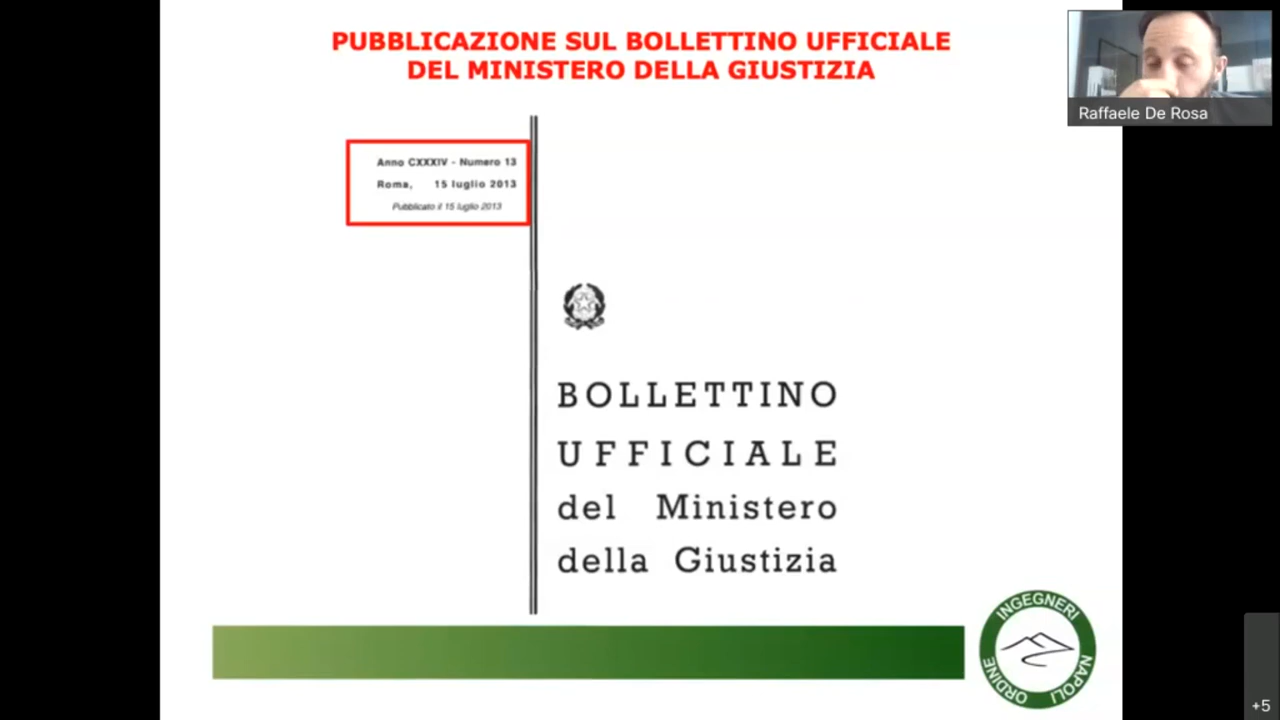 PUBBLICAZIONE SUL BOLLETTINO UFFICIALE
DEL MINISTERO DELLA GIUSTIZIA
Raffaele De Rosa
Anno CXXXIV - Numero 13
Roma, 15 luglio 2013
Pubblicato il 15 luglio 2013
BOLLETTINO
UFFICIALE
del Ministero
della Giustizia
ORDINE INGEGNERI NAPOLI
+5